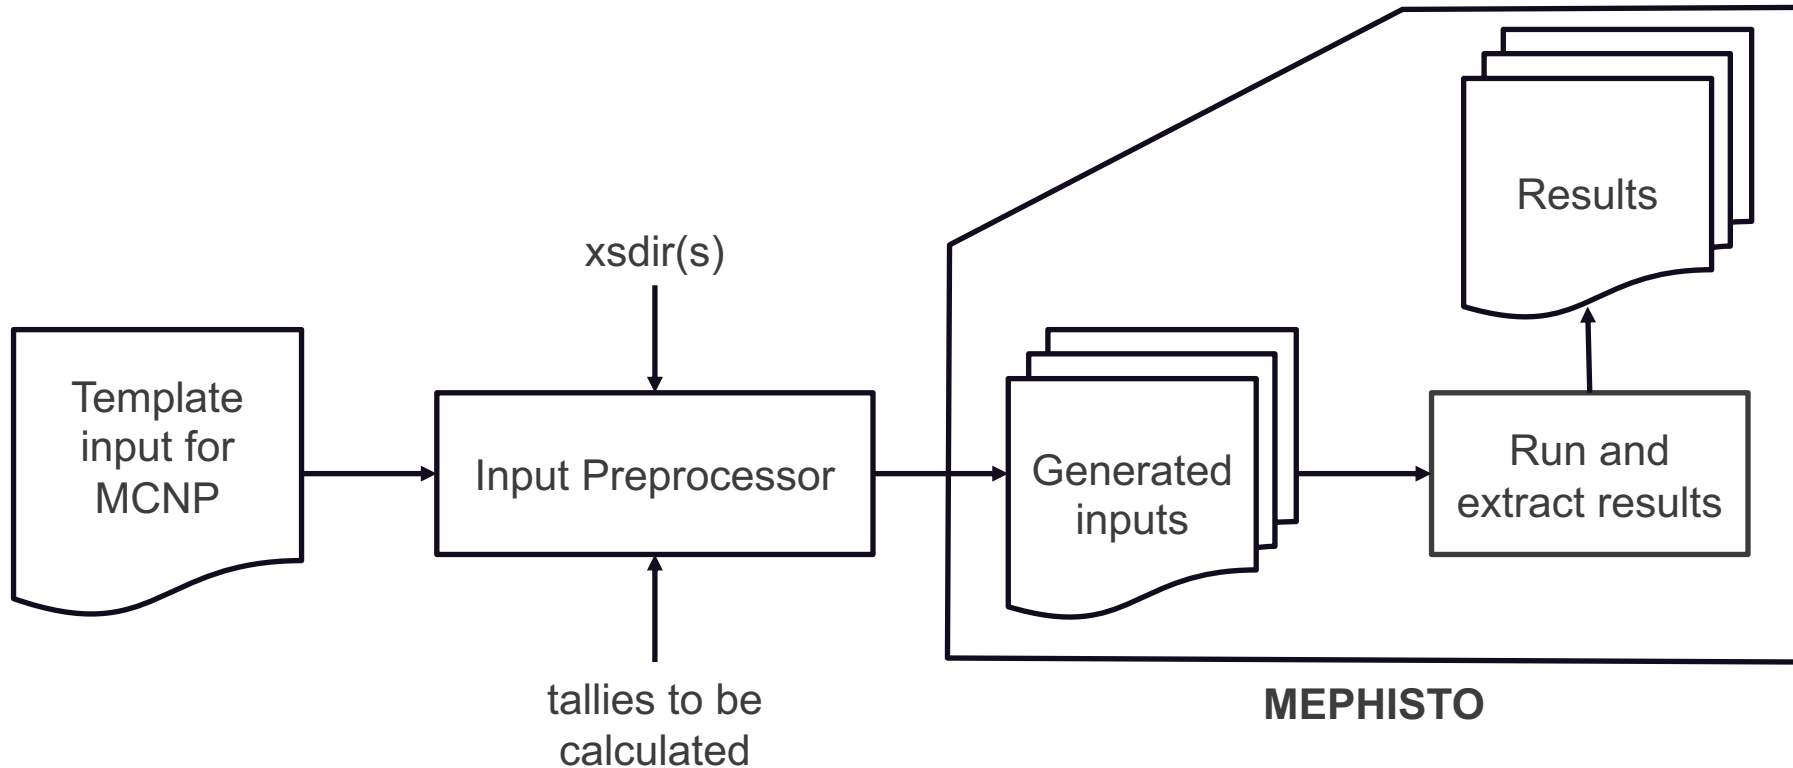 Results
xsdir(s)
Template
input for
MCNP
Input Preprocessor
Generated
inputs
Run and
extract results
tallies to be
calculated
MEPHISTO